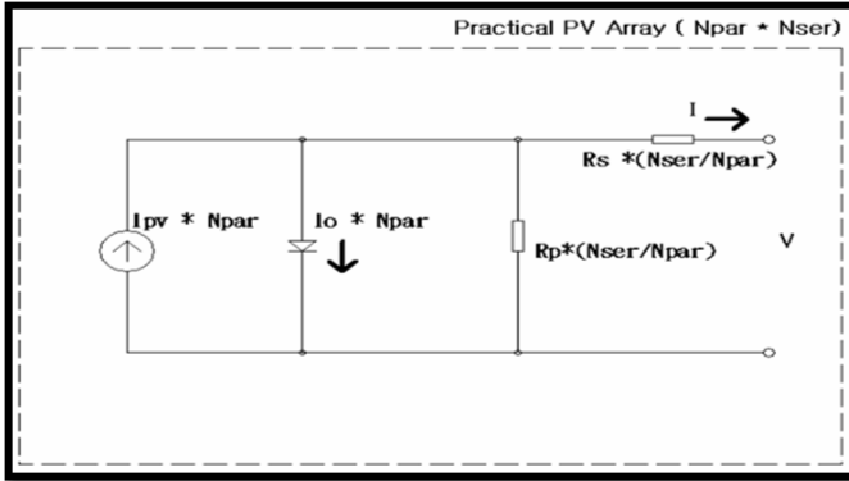 Practical PV Array ( Npar * Nser)
I
Rs *(Nser/Npar)
Ipv * Npar
Io * Npar
Rp*(Nser/Npar)
V